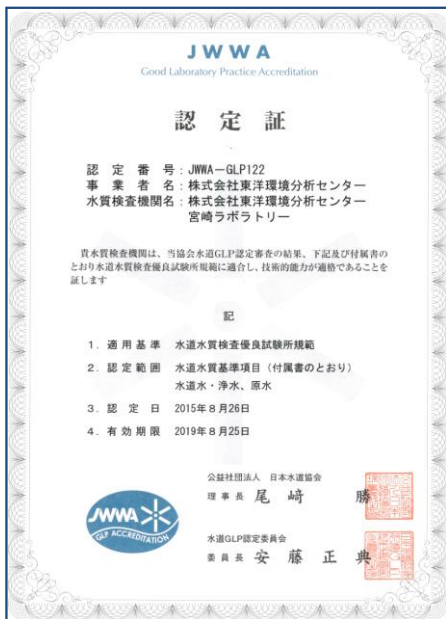 JWWA
Good Laboratory Practice Accreditation
認定証
認定番号：JWWA－GLP122
事業者名：株式会社東洋環境分析センター
水質検査機関名：株式会社東洋環境分析センター
宮崎ラボラトリー
貴水質検査機関は、当協会水道GLP認定審査の結果、下記及び付属書の
とおり水道水質検査優良試験所規範に適合し、技術的能力が適格であることを
証します
記
1．適用基準 水道水質検査優良試験所規範
2．認定範囲 水道水質基準項目（付属書のとおり）
水道水・浄水、原水
3．認定日 2015年8月26日
4．有効期限 2019年8月25日
公益社団法人 日本水道協会
理事長 尾﨑 勝
水道GLP認定委員会
委員長 安藤正典
JWWA
GLP ACCREDITATION